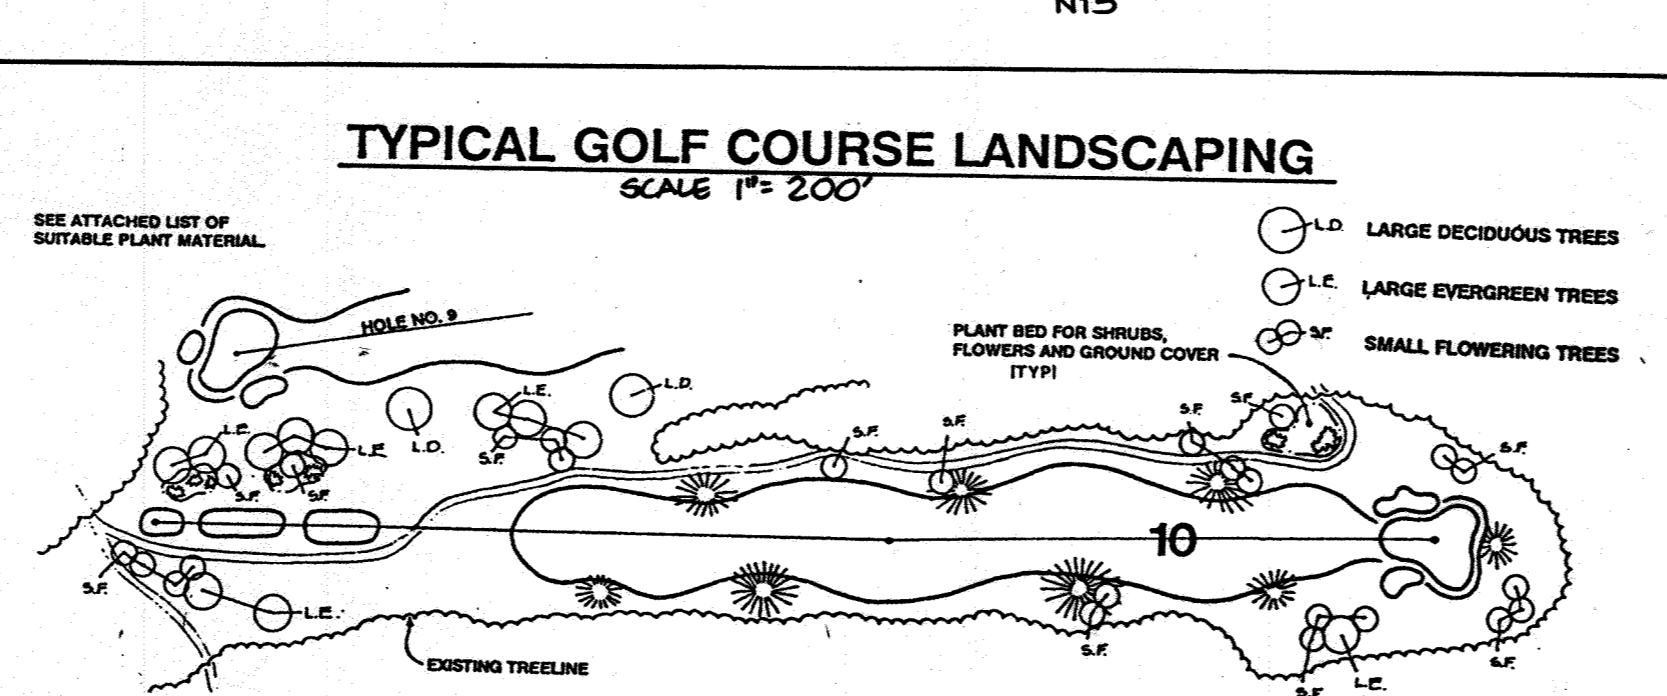 N15
TYPICAL GOLF COURSE LANDSCAPING
SCALE 1"= 200'
SEE ATTACHED LIST OF
SUITABLE PLANT MATERIAL
L.D. LARGE DECIDUOUS TREES
L.E. LARGE EVERGREEN TREES
S.F. SMALL FLOWERING TREES
HOLE NO. 9
PLANT BED FOR SHRUBS,
FLOWERS AND GROUND COVER
[TYP]
L.E.
L.D.
S.F.
S.F.
S.F.
S.F.
L.E.
L.E.
L.D.
S.F.
S.F.
S.F.
S.F.
10
S.F.
L.E.
S.F.
S.F.
EXISTING TREELINE
S.F.
L.E.